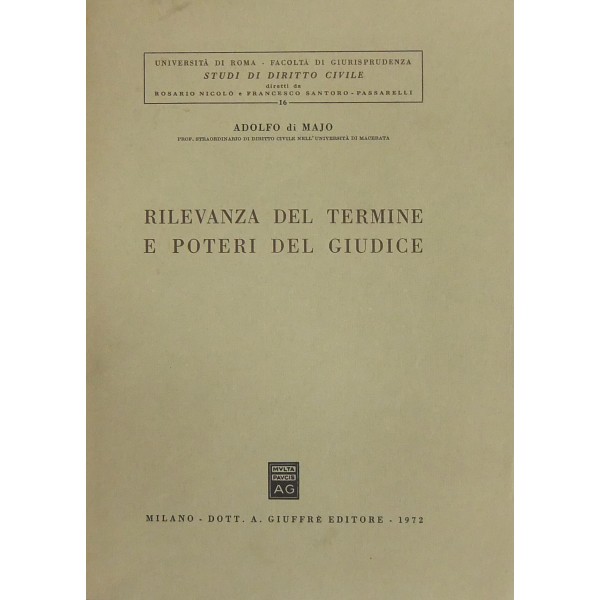 UNIVERSITÀ DI ROMA - FACOLTÀ DI GIURISPRUDENZA
STUDI DI DIRITTO CIVILE
diretti da
ROSARIO NICOLÒ e FRANCESCO SANTORO-PASSARELLI
16
ADOLFO di MAJO
PROF. STRAORDINARIO DI DIRITTO CIVILE NELL'UNIVERSITÀ DI MACERATA
RILEVANZA DEL TERMINE
E POTERI DEL GIUDICE
MVLTA
PAVCIS
AG
MILANO - DOTT. A. GIUFFRÈ EDITORE - 1972